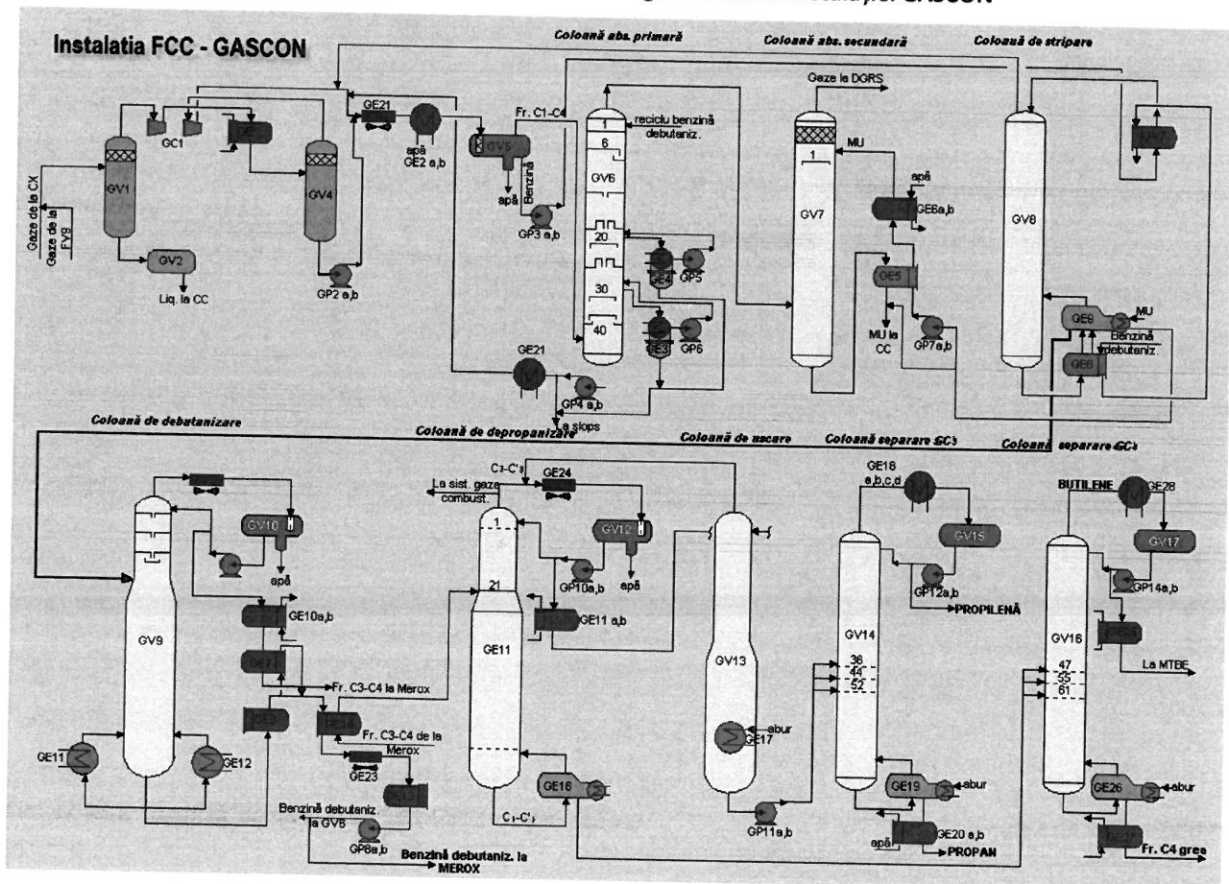 GASCON
Instalatia FCC - GASCON
Coloană abs. primară
Coloană abs. secundară
Coloană de stripare
Gaze la DGRS
GE21
Fr. C1-C4
reciclu benzină
debutaniz.
GC1
apă
GE2 a,b
GV5
1
6
MU
1
apă
GV1
GV4
GV6
GV7
GV8
Benzină
apă
GP3 a,b
GE6a,b
Gaze de la CX
Gaze de la
FV9
GV2
Liq. la CC
GP2 a,b
20
GE4
GP5
30
GE3
GP6
40
GE5
MU la
CC
GP7a,b
GE9
MU
Benzină
debutaniz.
GE8
GE21
GP4 a,b
la slops
Coloană de debutanizare
Coloană de depropanizare
Coloană de uscare
Coloană separare
Coloană separare
La sist. gaze
combust.
GE24
GE18
a,b,c,d
BUTILENE
GE28
GV10
apă
1
GV12
apă
GP10a,b
GV15
GV17
GP12a,b
PROPILENĂ
GP14a,b
21
GE10a,b
GE11 a,b
GV9
GE11
GV13
GV14
GV16
36
44
52
47
55
61
La MTBE
Fr. C3-C4 la Merox
Fr. C3-C4 de la
Merox
GE11
GE12
GE23
abur
GE17
GE16
GE19
abur
GE26
abur
Benzină debutaniz.
la GV6
GP8a,b
GP11a,b
apă
GE20 a,b
PROPAN
Fr. C4 grea
Benzină debutaniz. la
MEROX